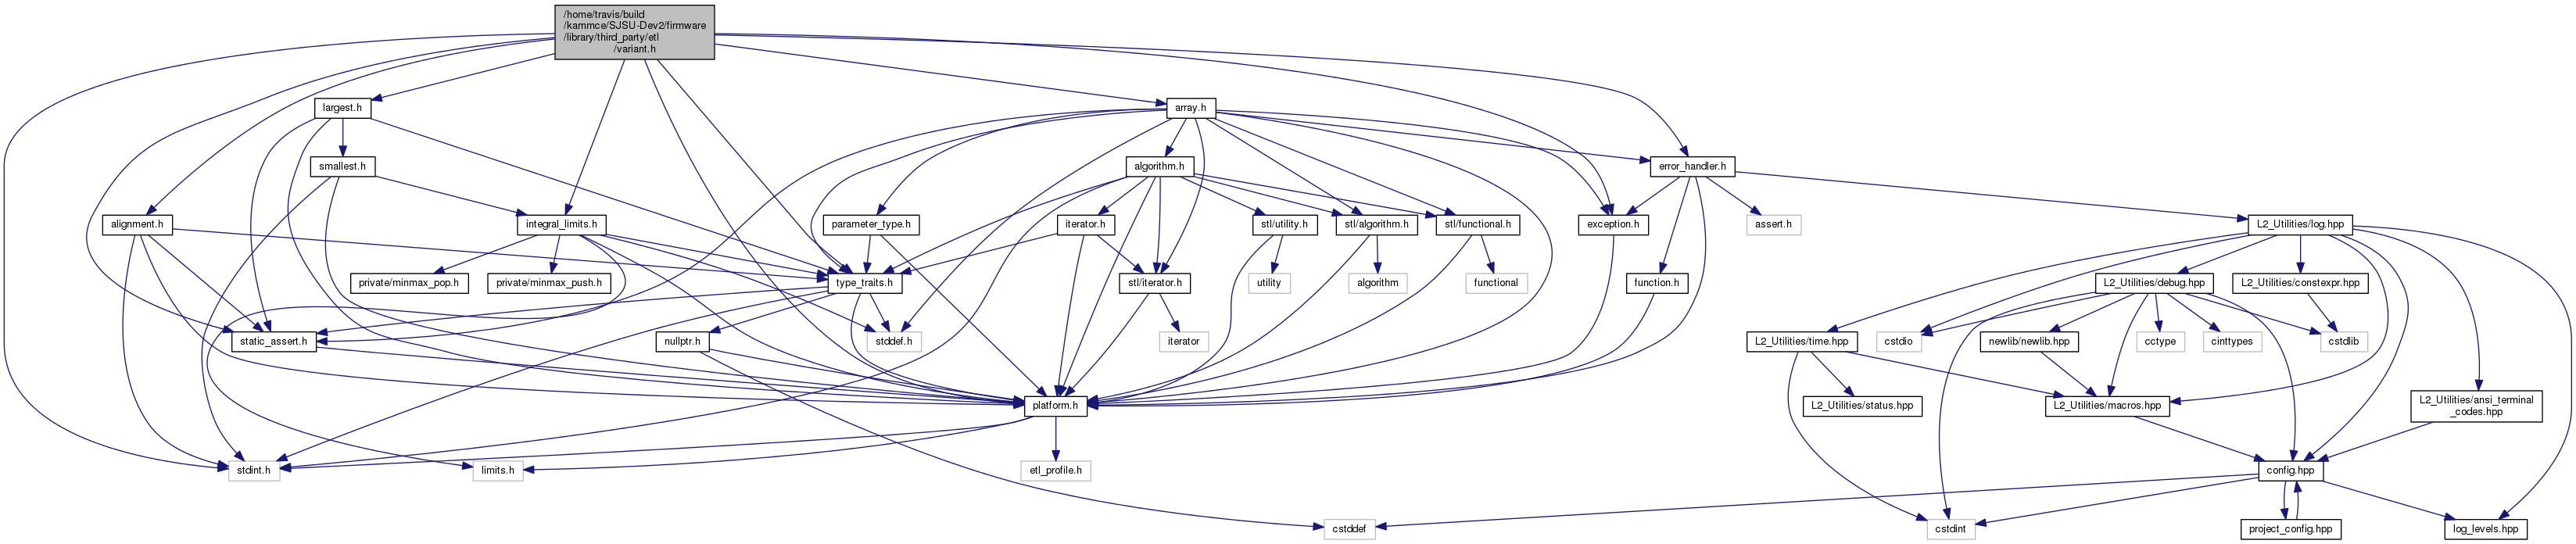 /home/travis/build
/kammce/SJSU-Dev2/firmware
/library/third_party/etl
/variant.h
largest.h
array.h
smallest.h
algorithm.h
error_handler.h
alignment.h
integral_limits.h
parameter_type.h
iterator.h
stl/utility.h
stl/algorithm.h
stl/functional.h
exception.h
assert.h
L2_Utilities/log.hpp
private/minmax_pop.h
private/minmax_push.h
type_traits.h
stl/iterator.h
utility
algorithm
functional
function.h
L2_Utilities/debug.hpp
L2_Utilities/constexpr.hpp
static_assert.h
nullptr.h
stddef.h
iterator
L2_Utilities/time.hpp
cstdio
newlib/newlib.hpp
cctype
cinttypes
cstdlib
platform.h
L2_Utilities/status.hpp
L2_Utilities/macros.hpp
L2_Utilities/ansi_terminal
_codes.hpp
stdint.h
limits.h
etl_profile.h
config.hpp
cstddef
cstdint
project_config.hpp
log_levels.hpp